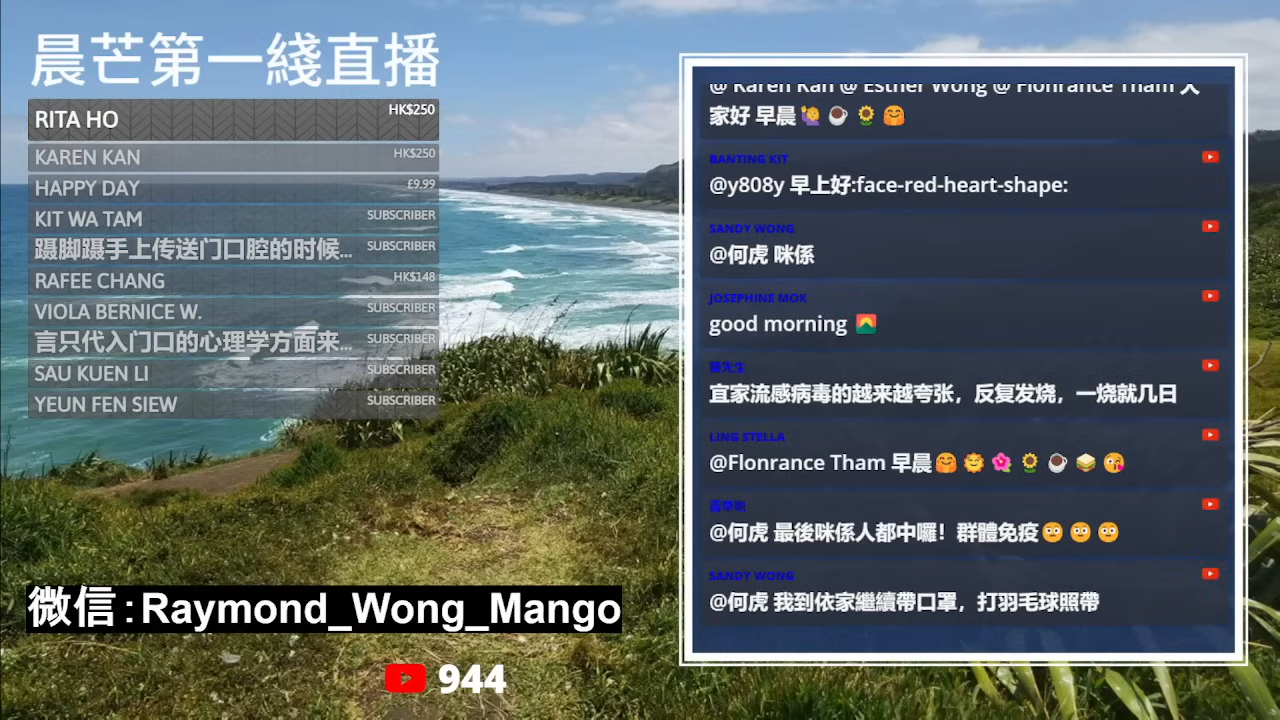 晨芒第一綫直播
RITA HO HK$250
KAREN KAN HK$250
HAPPY DAY £9.99
KIT WA TAM SUBSCRIBER
蹑脚蹑手上传送门口腔的时候... SUBSCRIBER
RAFEE CHANG HK$148
VIOLA BERNICE W. SUBSCRIBER
言只代入门口的心理学方面来... SUBSCRIBER
SAU KUEN LI SUBSCRIBER
YEUN FEN SIEW SUBSCRIBER
微信:Raymond_Wong_Mango
944
@ Karen Kan @ Esther Wong @ Flonrance Tham 大
家好 早晨🙋☕🌻🤗
BANTING KIT
@y808y 早上好:face-red-heart-shape:
SANDY WONG
@何虎 咪係
JOSEPHINE MOK
good morning 🌄
宜家流感病毒的越来越夸张，反复发烧，一烧就几日
LING STELLA
@Flonrance Tham 早晨🤗🌞🌺🌻☕🥪😘
@何虎 最後咪係人都中囉！群體免疫😳😳😳
SANDY WONG
@何虎 我到依家繼續帶口罩，打羽毛球照帶